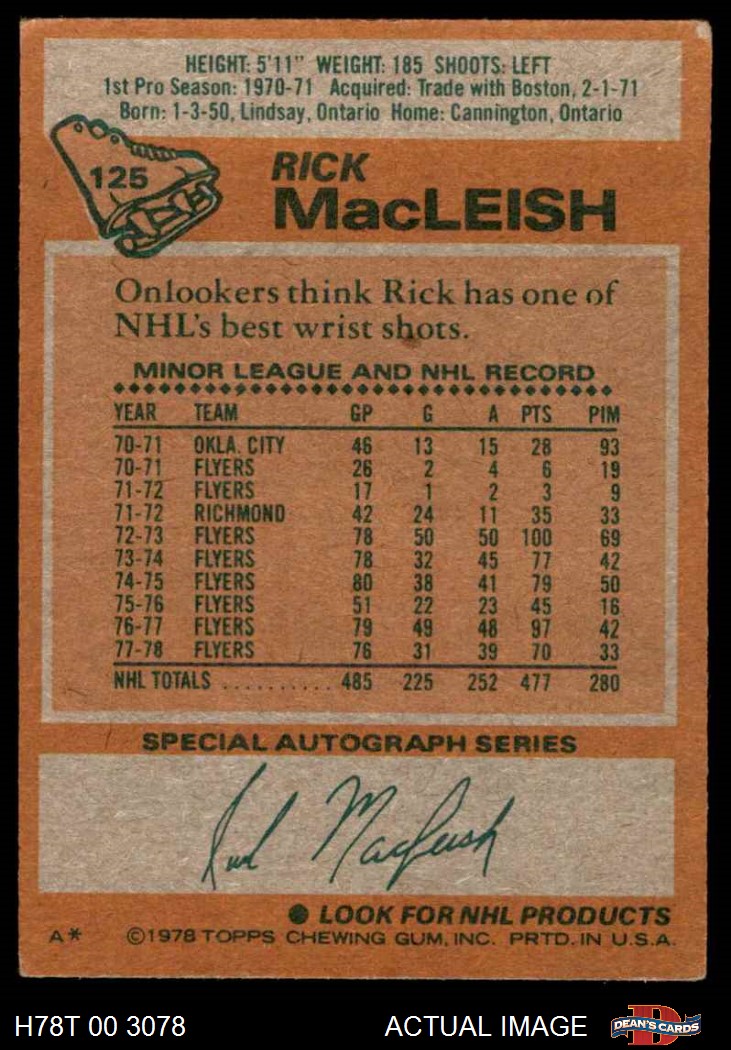 HEIGHT: 5'11" WEIGHT: 185 SHOOTS: LEFT
1st Pro Season: 1970-71 Acquired: Trade with Boston, 2-1-71
Born: 1-3-50, Lindsay, Ontario Home: Cannington, Ontario
125
RICK
MacLEISH
Onlookers think Rick has one of
NHL's best wrist shots.
MINOR LEAGUE AND NHL RECORD
YEAR TEAM GP G A PTS PIM
70-71 OKLA. CITY 46 13 15 28 93
70-71 FLYERS 26 2 4 6 19
71-72 FLYERS 17 1 2 3 9
71-72 RICHMOND 42 24 11 35 33
72-73 FLYERS 78 50 50 100 69
73-74 FLYERS 78 32 45 77 42
74-75 FLYERS 80 38 41 79 50
75-76 FLYERS 51 22 23 45 16
76-77 FLYERS 79 49 48 97 42
77-78 FLYERS 76 31 39 70 33
NHL TOTALS .......... 485 225 252 477 280
SPECIAL AUTOGRAPH SERIES
Rick MacLeish
● LOOK FOR NHL PRODUCTS
A* ©1978 TOPPS CHEWING GUM, INC. PRTD. IN U.S.A.
H78T 00 3078 ACTUAL IMAGE DEAN'S CARDS